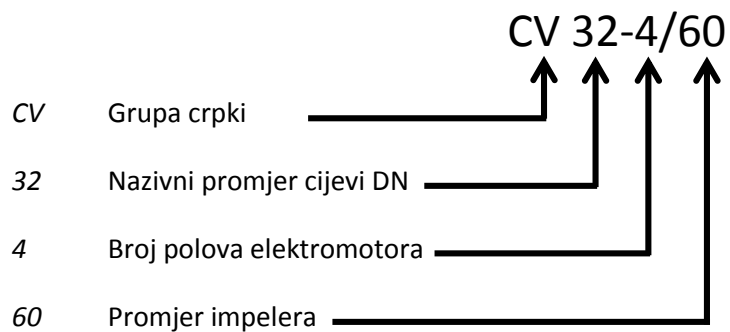 CV 32-4/60
CV Grupa crpki
32 Nazivni promjer cijevi DN
4 Broj polova elektromotora
60 Promjer impelera